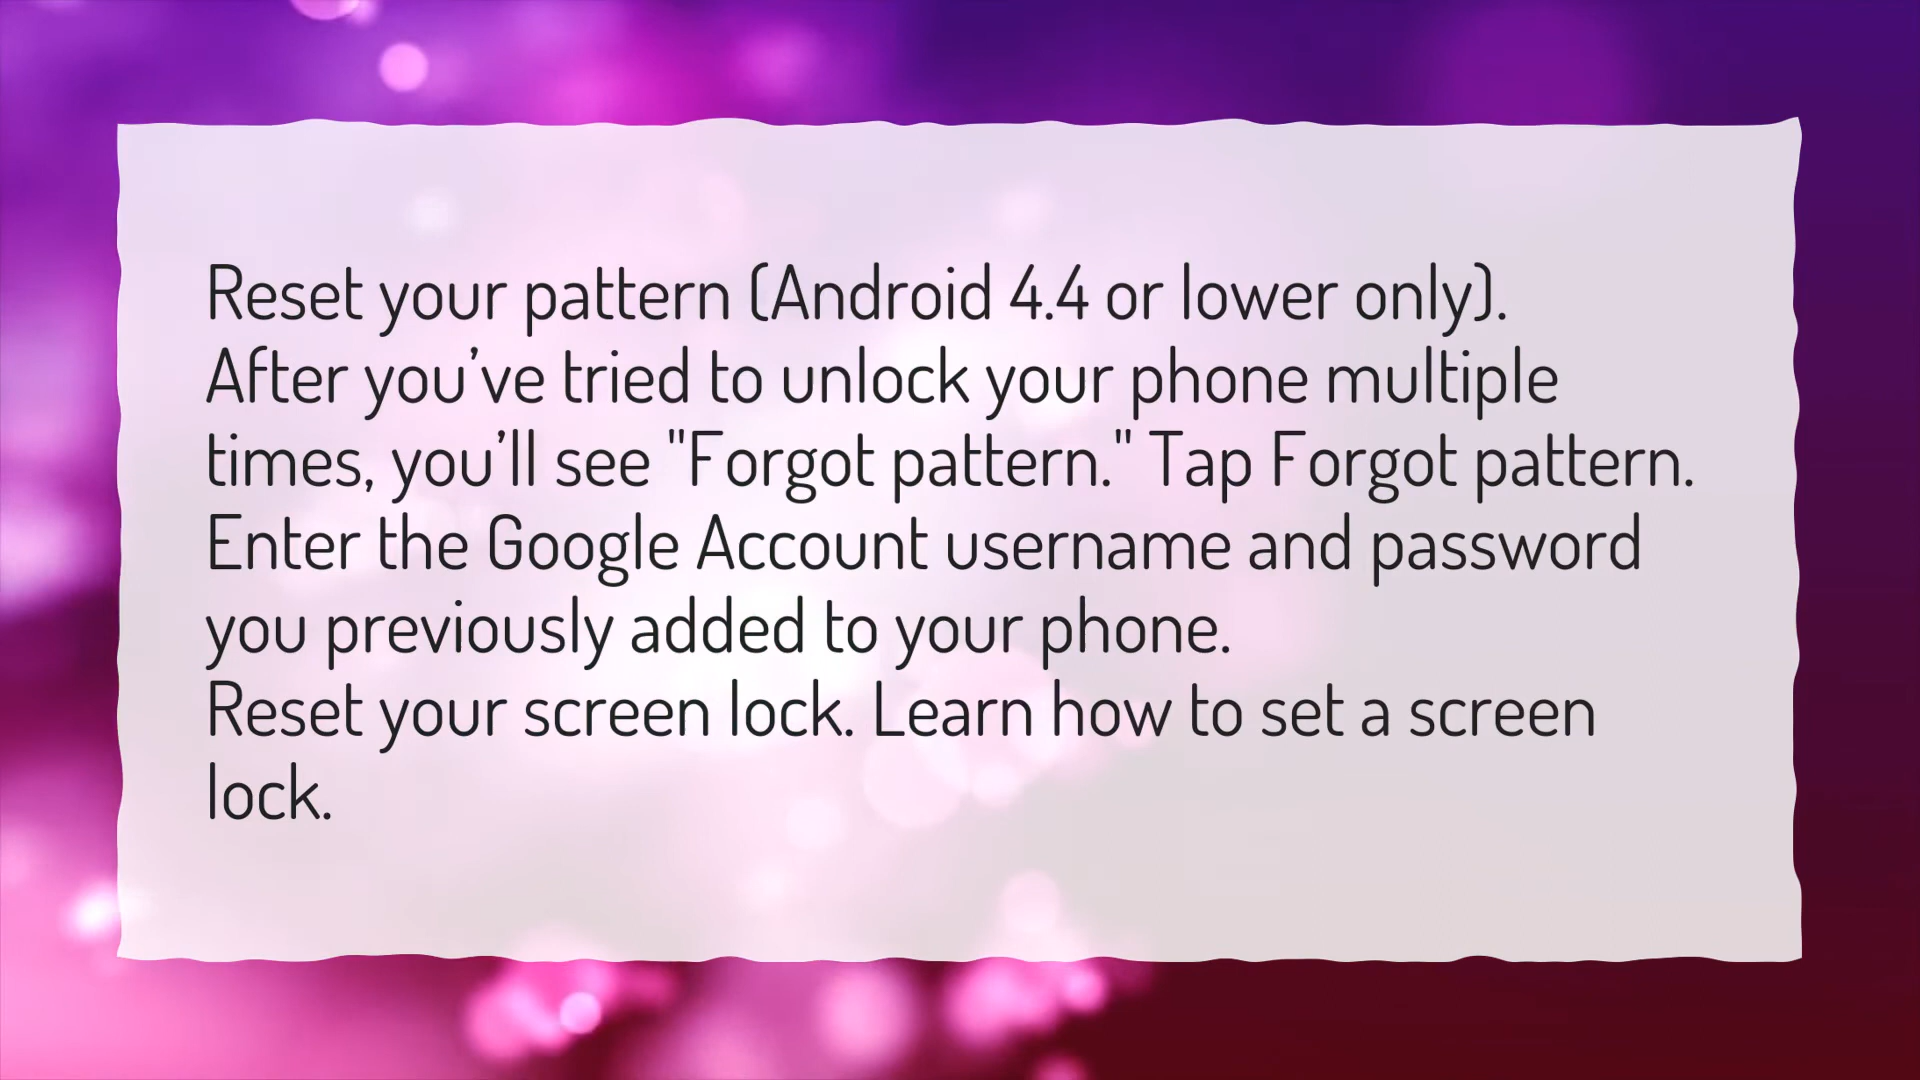 Reset your pattern (Android 4.4 or lower only).
After you’ve tried to unlock your phone multiple
times, you’ll see "Forgot pattern." Tap Forgot pattern.
Enter the Google Account username and password
you previously added to your phone.
Reset your screen lock. Learn how to set a screen
lock.